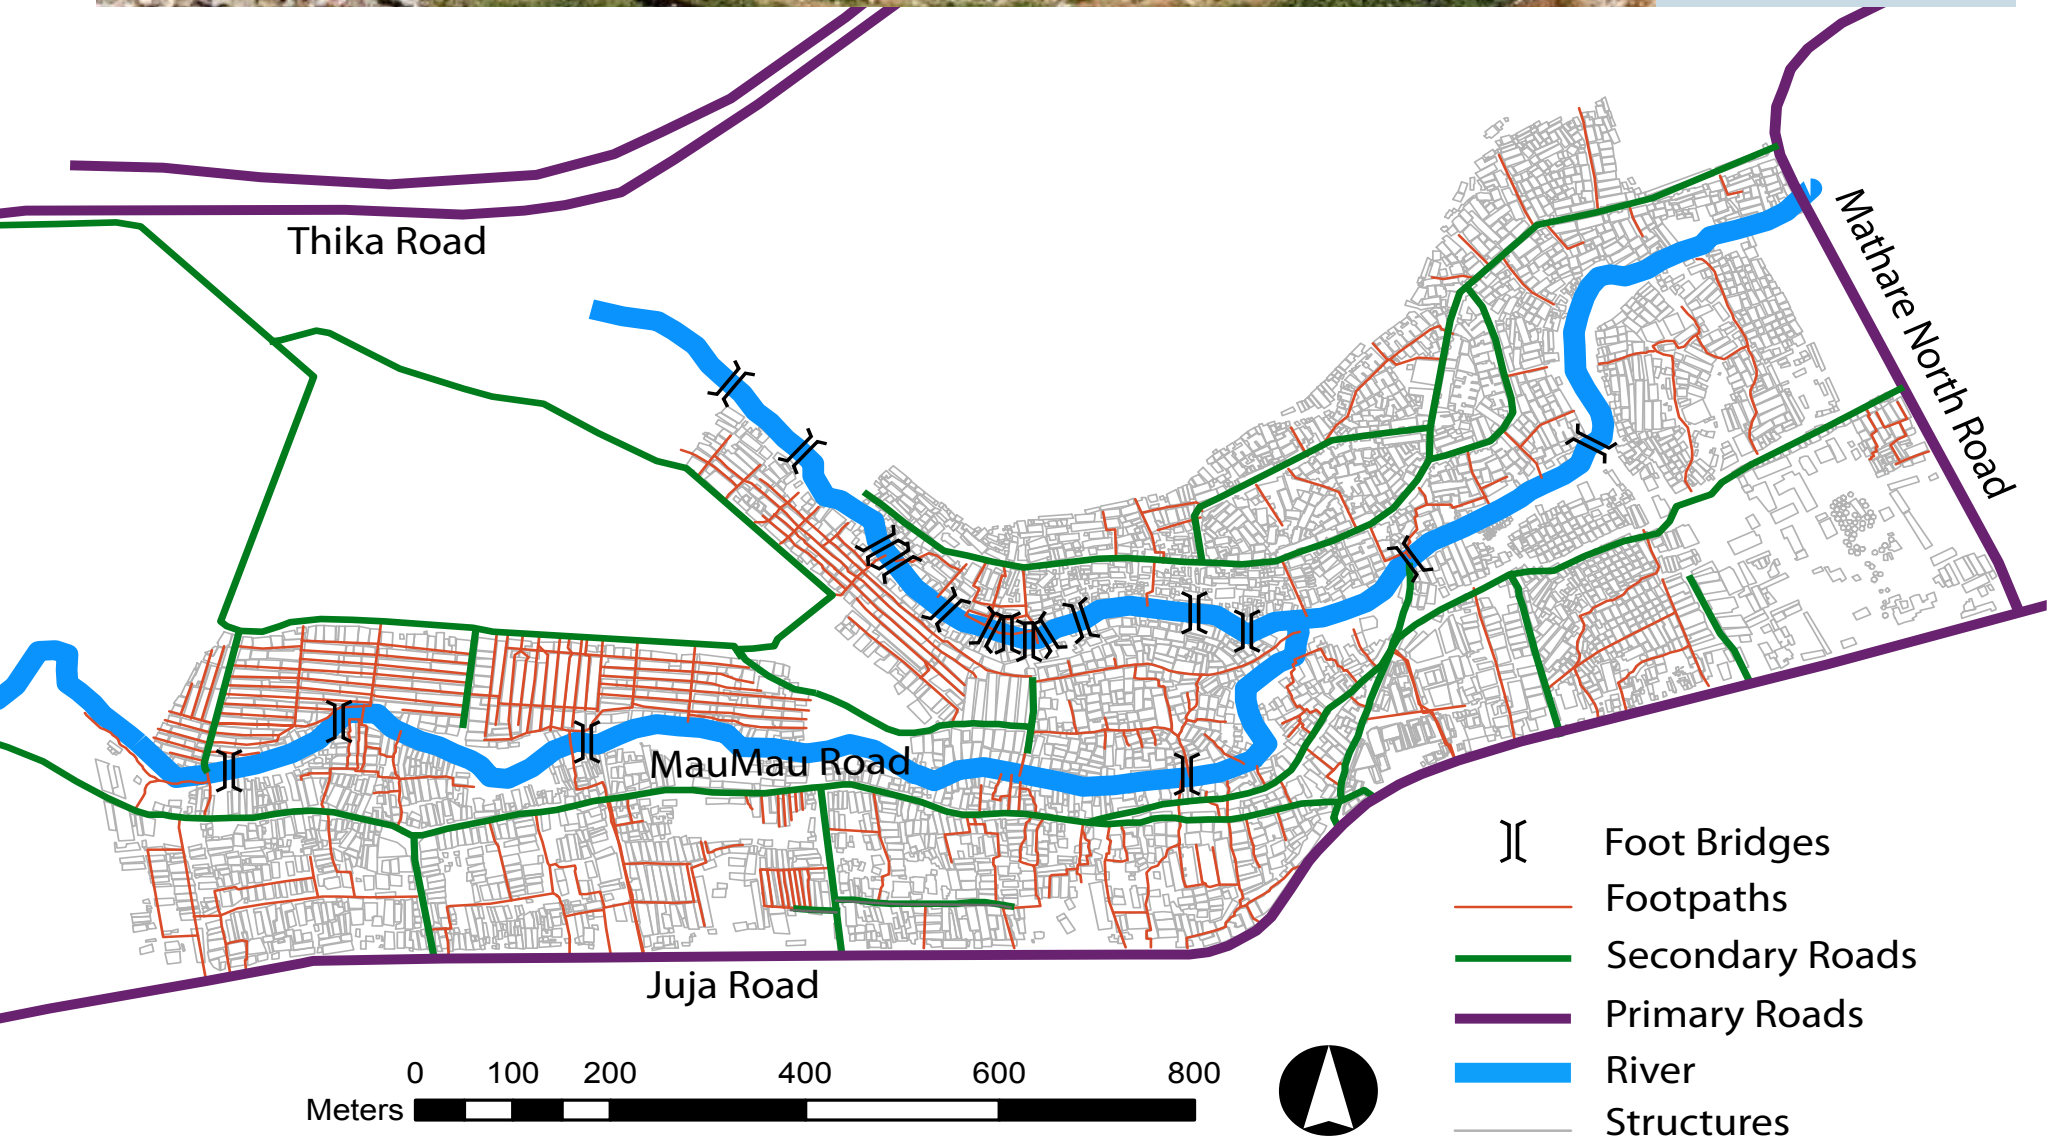 Thika Road
Mathare North Road
MauMau Road
Juja Road
Foot Bridges
Footpaths
Secondary Roads
Primary Roads
River
Structures
0 100 200 400 600 800
Meters